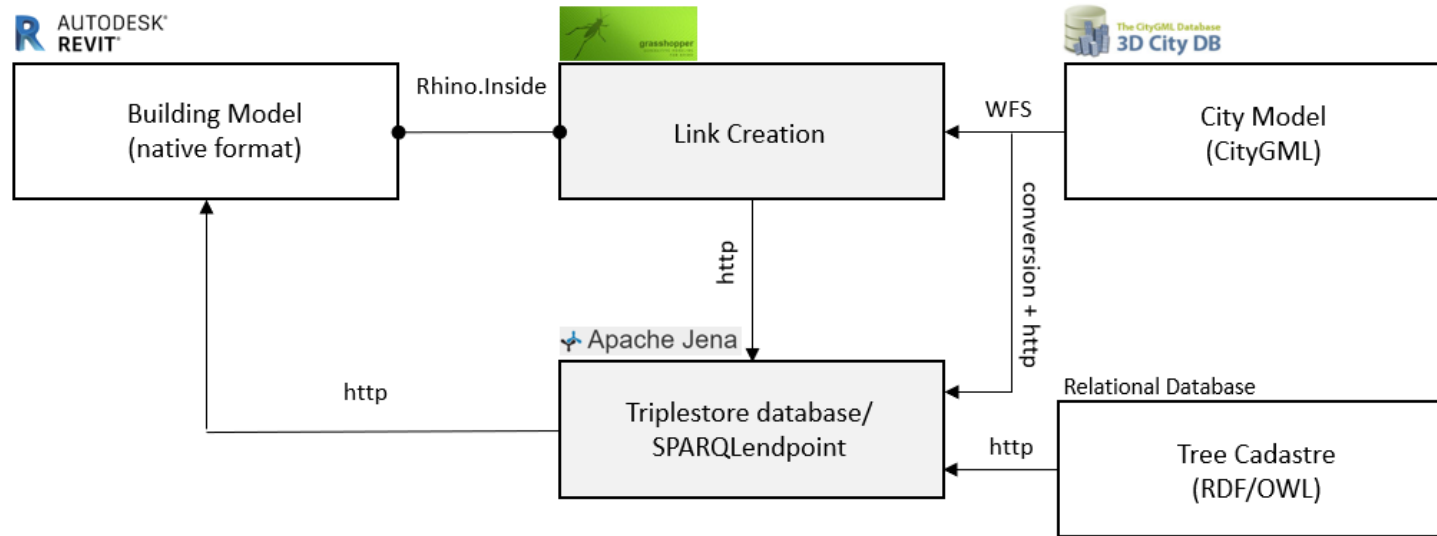 AUTODESK®
REVIT®
grasshopper
The CityGML Database
3D City DB
Building Model
(native format)
Rhino.Inside
Link Creation
WFS
City Model
(CityGML)
http
conversion + http
Apache Jena
http
Triplestore database/
SPARQLendpoint
Relational Database
http
Tree Cadastre
(RDF/OWL)